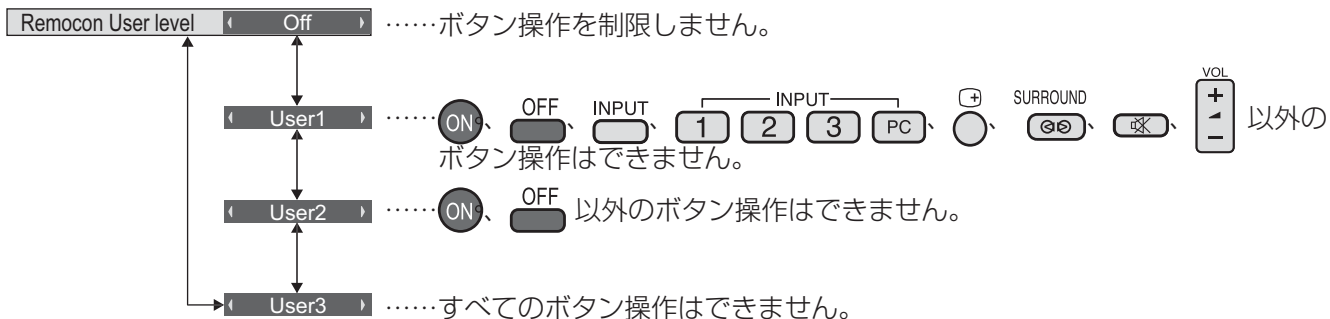 Remocon User level Off ……ボタン操作を制限しません。
VOL
User1 ……ON、OFF、INPUT、INPUT 1 2 3 PC、SURROUND、、+ − 以外の
ボタン操作はできません。
User2 ……ON、OFF 以外のボタン操作はできません。
User3 ……すべてのボタン操作はできません。